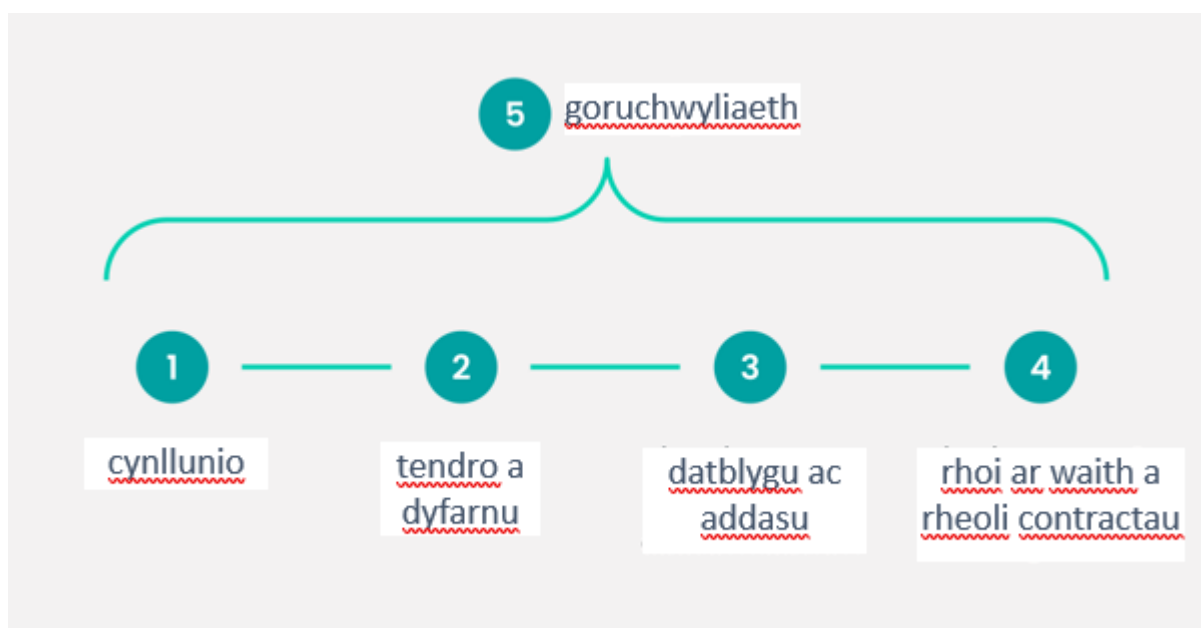 5 goruchwyliaeth
1
2
3
4
cynllunio
tendro a
dyfarnu
datblygu ac
addasu
rhoi ar waith a
rheoli contractau